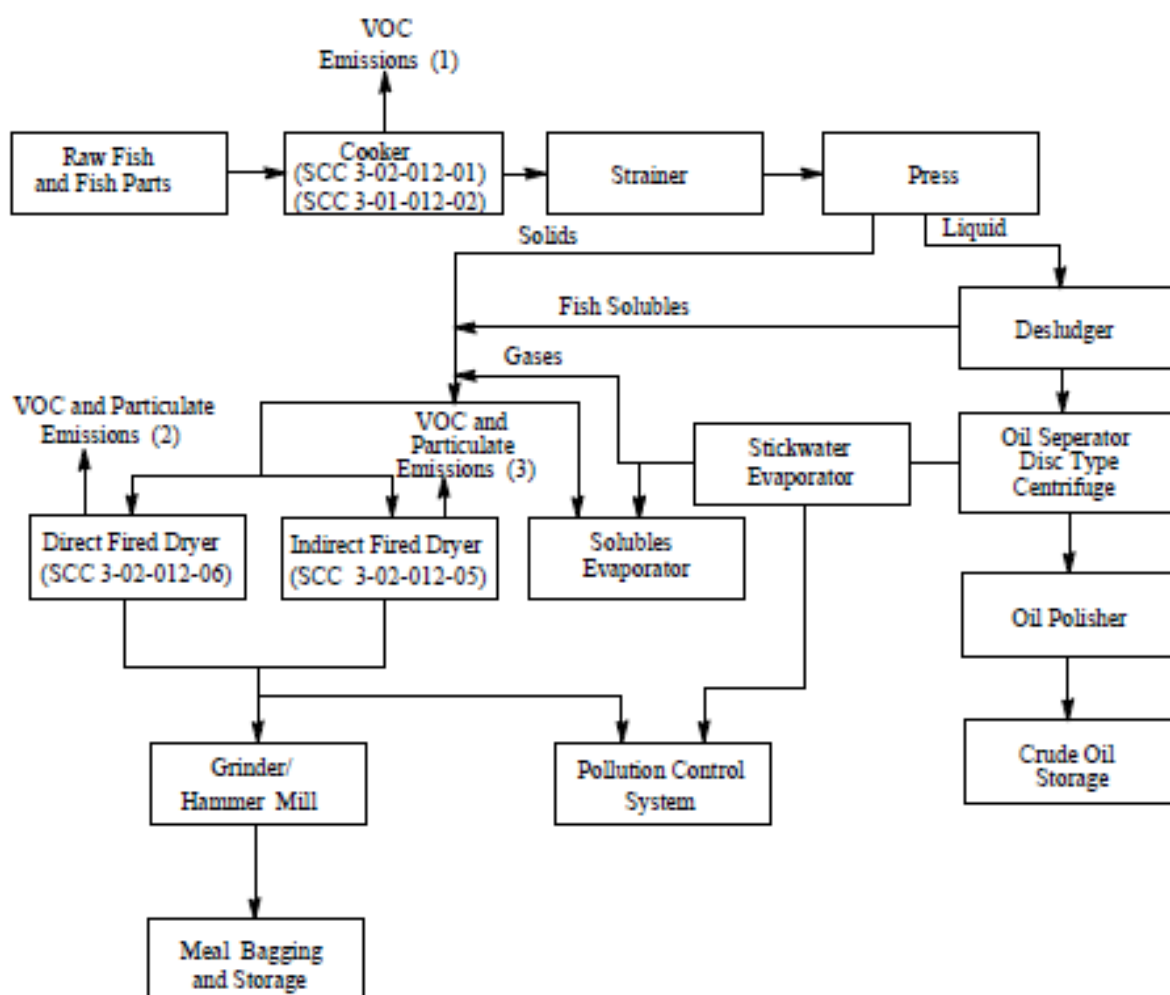 VOC
Emissions (1)
Raw Fish
and Fish Parts
Cooker
(SCC 3-02-012-01)
(SCC 3-01-012-02)
Strainer
Press
Solids
Liquid
Fish Solubles
Desludger
Gases
VOC and Particulate
Emissions (2)
VOC and
Particulate
Emissions (3)
Stickwater
Evaporator
Oil Seperator
Disc Type
Centrifuge
Direct Fired Dryer
(SCC 3-02-012-06)
Indirect Fired Dryer
(SCC 3-02-012-05)
Solubles
Evaporator
Oil Polisher
Grinder/
Hammer Mill
Pollution Control
System
Crude Oil
Storage
Meal Bagging
and Storage